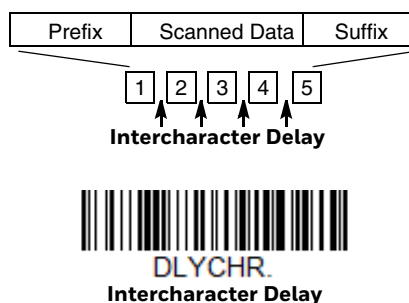 Prefix Scanned Data Suffix
1 2 3 4 5
Intercharacter Delay
DLYCHR.
Intercharacter Delay